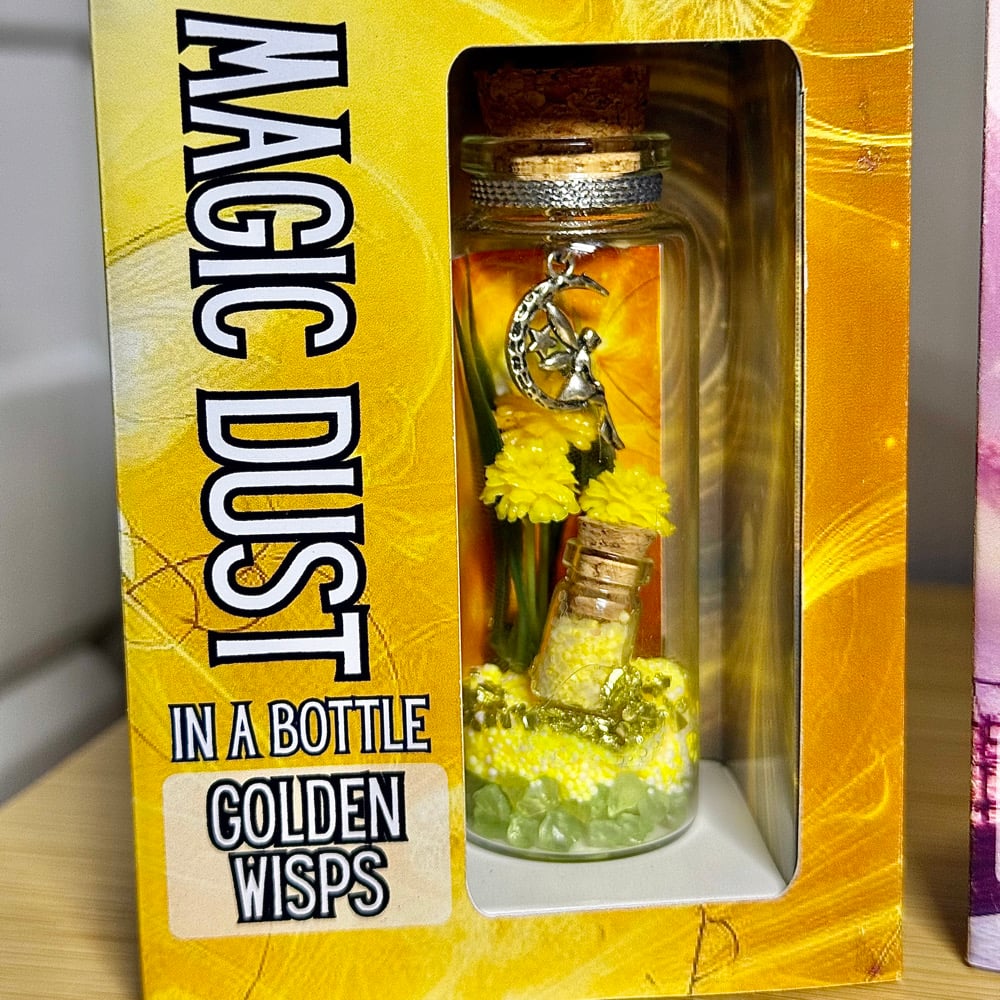 MAGIC DUST
IN A BOTTLE
GOLDEN
WISPS